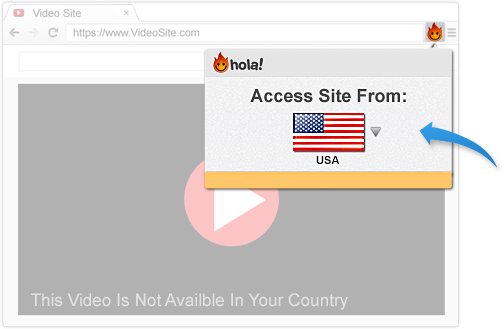 Video Site
https://www.VideoSite.com
hola!
Access Site From:
USA
This Video Is Not Availble In Your Country